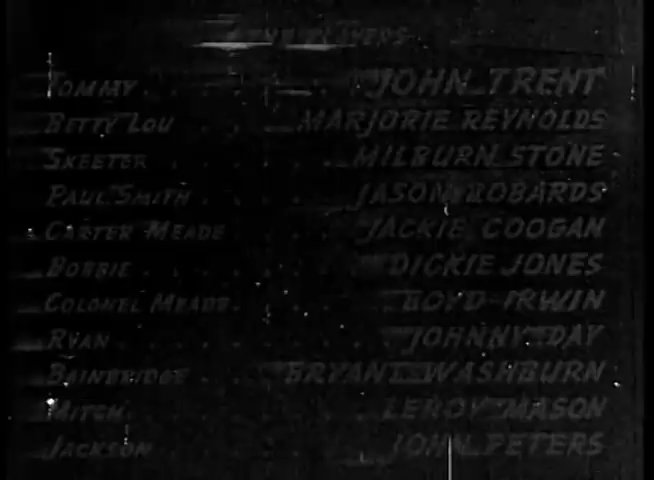 THE PLAYERS
TOMMY . . . . . JOHN TRENT
BETTY LOU . . . MARJORIE REYNOLDS
SKEETER . . . . . MILBURN STONE
PAUL SMITH . . . . JASON ROBARDS
CARTER MEADE . . . . JACKIE COOGAN
BOBBIE . . . . . DICKIE JONES
COLONEL MEADE . . . . BOYD IRWIN
RYAN . . . . . JOHNNY DAY
BAINBRIDGE . . . BRYANT WASHBURN
MITCH . . . . . LEROY MASON
JACKSON . . . . . JOHN PETERS